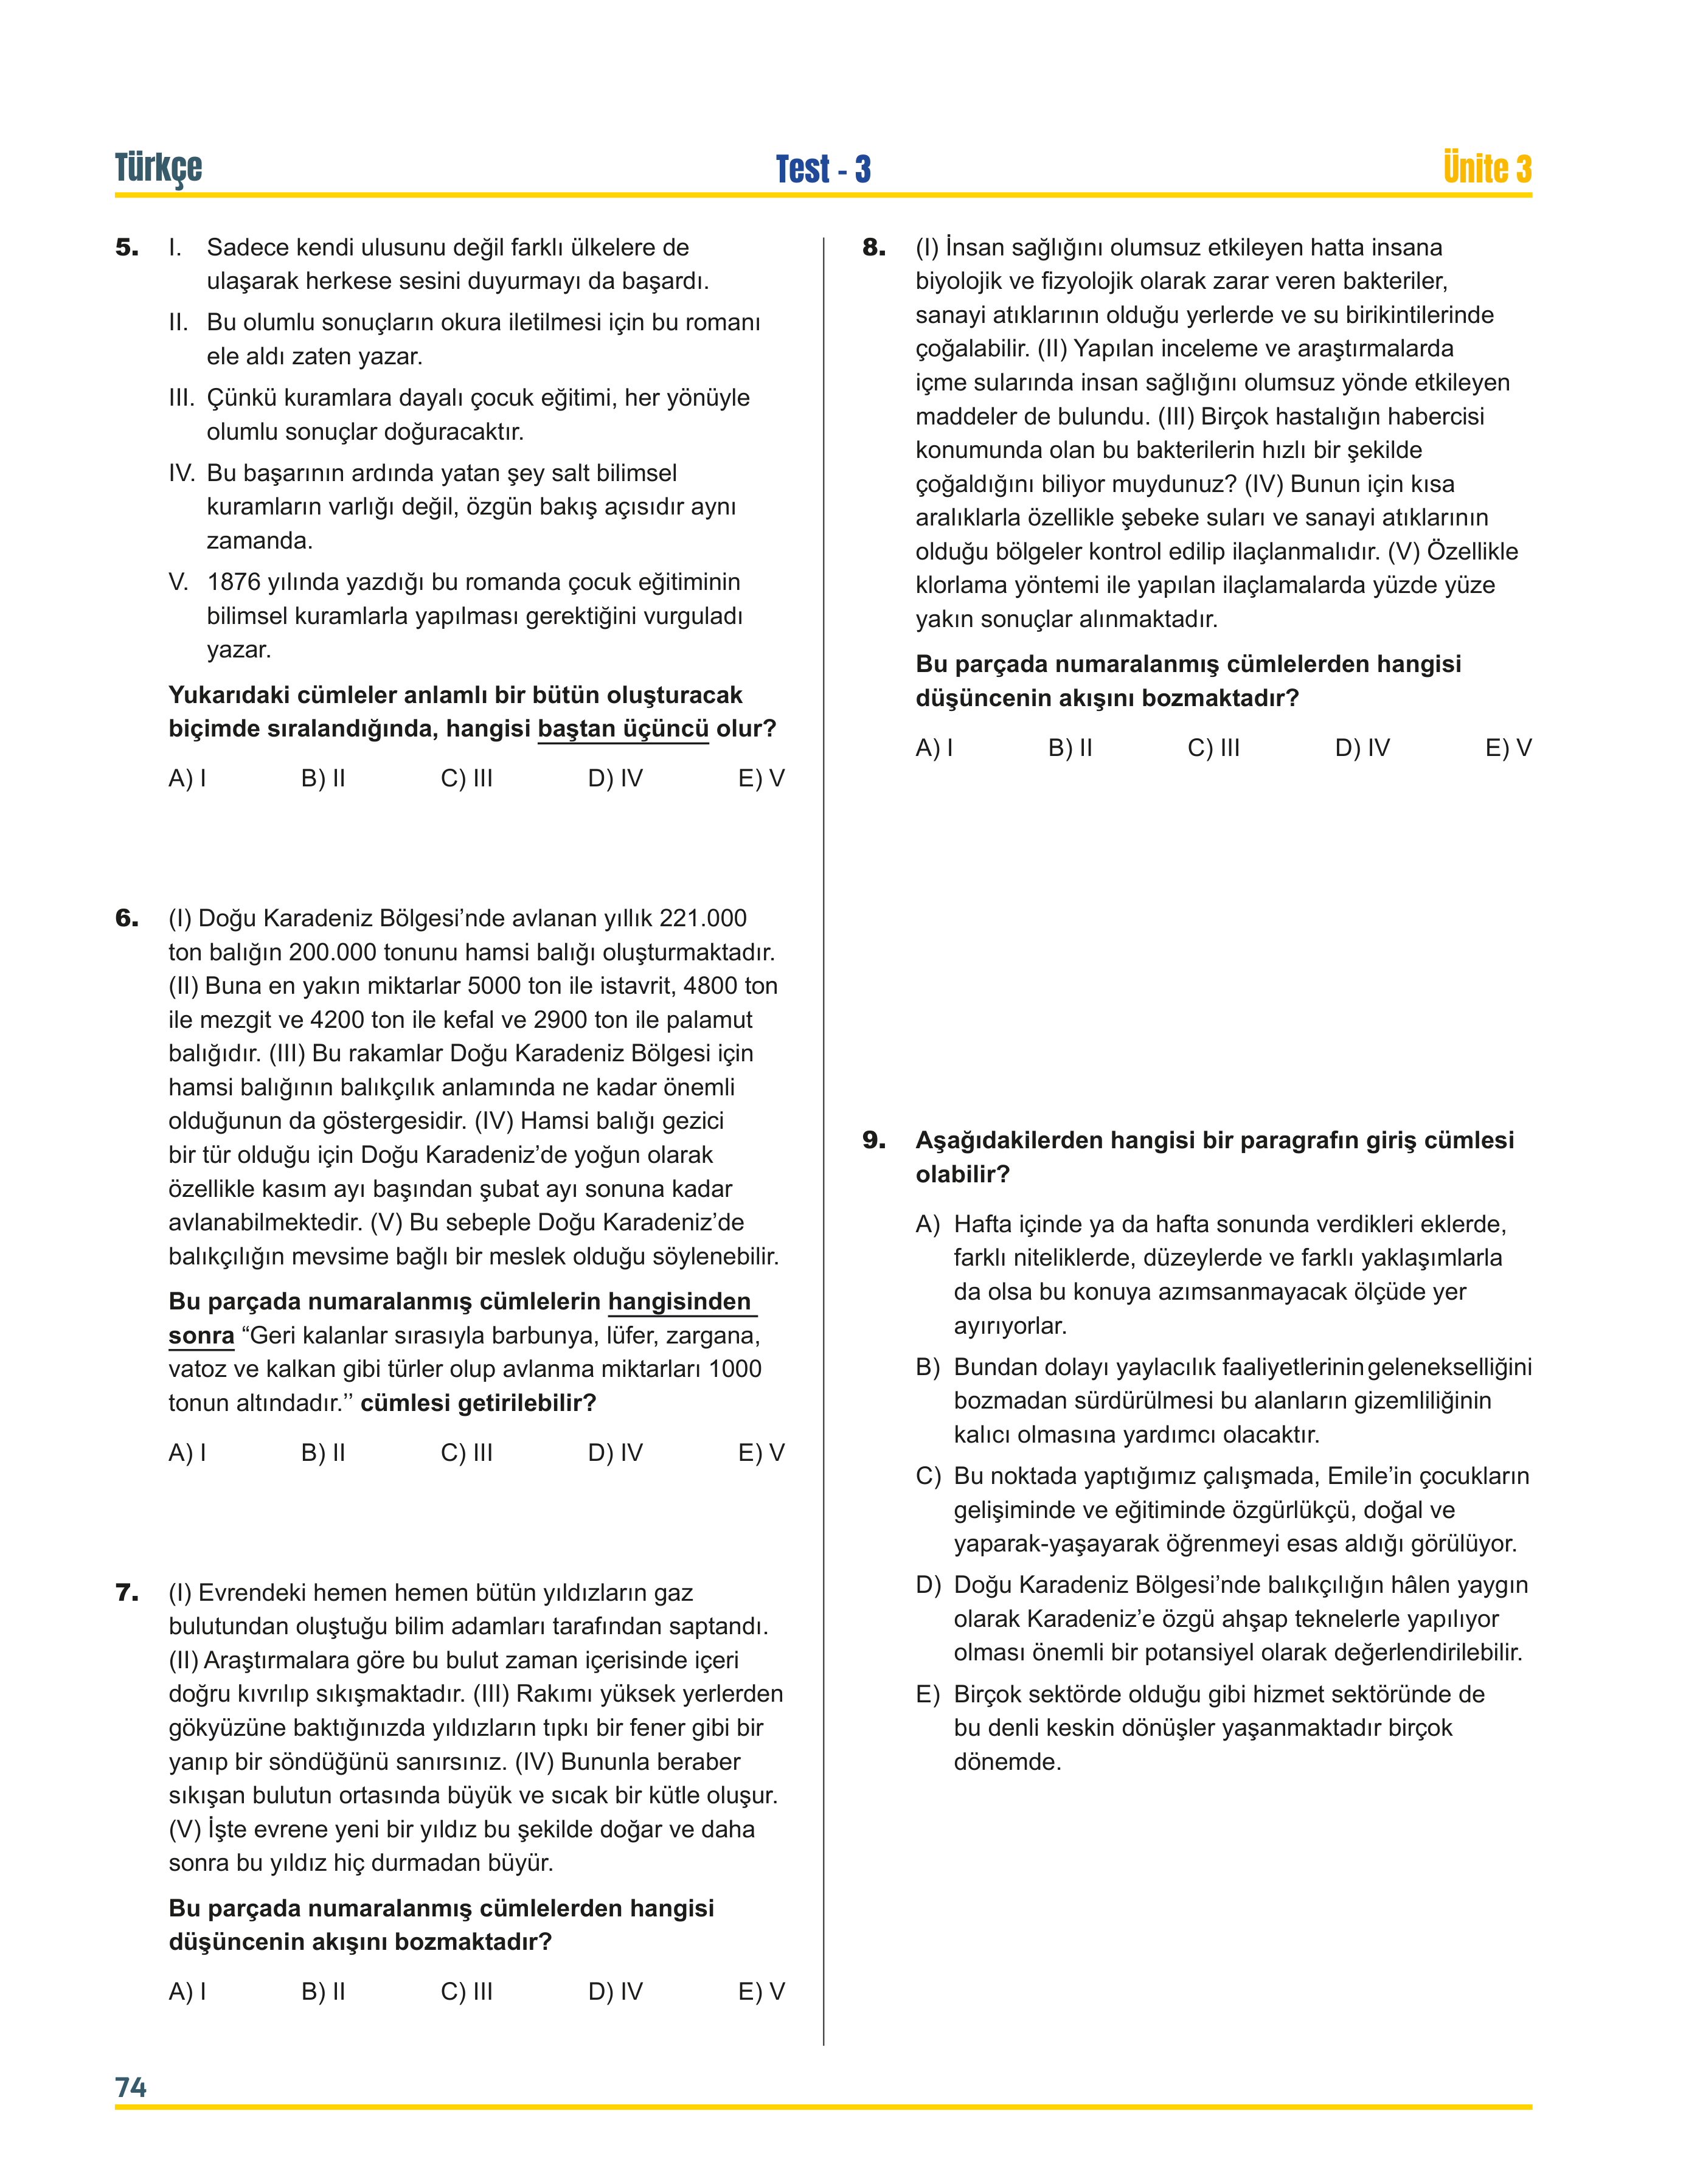 Türkçe
Test - 3
Ünite 3
5. I. Sadece kendi ulusunu değil farklı ülkelere de
ulaşarak herkese sesini duyurmayı da başardı.
II. Bu olumlu sonuçların okura iletilmesi için bu romanı
ele aldı zaten yazar.
III. Çünkü kuramlara dayalı çocuk eğitimi, her yönüyle
olumlu sonuçlar doğuracaktır.
IV. Bu başarının ardında yatan şey salt bilimsel
kuramların varlığı değil, özgün bakış açısıdır aynı
zamanda.
V. 1876 yılında yazdığı bu romanda çocuk eğitiminin
bilimsel kuramlarla yapılması gerektiğini vurguladı
yazar.
Yukarıdaki cümleler anlamlı bir bütün oluşturacak
biçimde sıralandığında, hangisi baştan üçüncü olur?
A) I B) II C) III D) IV E) V
6. (I) Doğu Karadeniz Bölgesi’nde avlanan yıllık 221.000
ton balığın 200.000 tonunu hamsi balığı oluşturmaktadır.
(II) Buna en yakın miktarlar 5000 ton ile istavrit, 4800 ton
ile mezgit ve 4200 ton ile kefal ve 2900 ton ile palamut
balığıdır. (III) Bu rakamlar Doğu Karadeniz Bölgesi için
hamsi balığının balıkçılık anlamında ne kadar önemli
olduğunun da göstergesidir. (IV) Hamsi balığı gezici
bir tür olduğu için Doğu Karadeniz’de yoğun olarak
özellikle kasım ayı başından şubat ayı sonuna kadar
avlanabilmektedir. (V) Bu sebeple Doğu Karadeniz’de
balıkçılığın mevsime bağlı bir meslek olduğu söylenebilir.
Bu parçada numaralanmış cümlelerin hangisinden
sonra “Geri kalanlar sırasıyla barbunya, lüfer, zargana,
vatoz ve kalkan gibi türler olup avlanma miktarları 1000
tonun altındadır.’’ cümlesi getirilebilir?
A) I B) II C) III D) IV E) V
7. (I) Evrendeki hemen hemen bütün yıldızların gaz
bulutundan oluştuğu bilim adamları tarafından saptandı.
(II) Araştırmalara göre bu bulut zaman içerisinde içeri
doğru kıvrılıp sıkışmaktadır. (III) Rakımı yüksek yerlerden
gökyüzüne baktığınızda yıldızların tıpkı bir fener gibi bir
yanıp bir söndüğünü sanırsınız. (IV) Bununla beraber
sıkışan bulutun ortasında büyük ve sıcak bir kütle oluşur.
(V) İşte evrene yeni bir yıldız bu şekilde doğar ve daha
sonra bu yıldız hiç durmadan büyür.
Bu parçada numaralanmış cümlelerden hangisi
düşüncenin akışını bozmaktadır?
A) I B) II C) III D) IV E) V
8. (I) İnsan sağlığını olumsuz etkileyen hatta insana
biyolojik ve fizyolojik olarak zarar veren bakteriler,
sanayi atıklarının olduğu yerlerde ve su birikintilerinde
çoğalabilir. (II) Yapılan inceleme ve araştırmalarda
içme sularında insan sağlığını olumsuz yönde etkileyen
maddeler de bulundu. (III) Birçok hastalığın habercisi
konumunda olan bu bakterilerin hızlı bir şekilde
çoğaldığını biliyor muydunuz? (IV) Bunun için kısa
aralıklarla özellikle şebeke suları ve sanayi atıklarının
olduğu bölgeler kontrol edilip ilaçlanmalıdır. (V) Özellikle
klorlama yöntemi ile yapılan ilaçlamalarda yüzde yüze
yakın sonuçlar alınmaktadır.
Bu parçada numaralanmış cümlelerden hangisi
düşüncenin akışını bozmaktadır?
A) I B) II C) III D) IV E) V
9. Aşağıdakilerden hangisi bir paragrafın giriş cümlesi
olabilir?
A) Hafta içinde ya da hafta sonunda verdikleri eklerde,
farklı niteliklerde, düzeylerde ve farklı yaklaşımlarla
da olsa bu konuya azımsanmayacak ölçüde yer
ayırıyorlar.
B) Bundan dolayı yaylacılık faaliyetlerinin gelenekselliğini
bozmadan sürdürülmesi bu alanların gizemliliğinin
kalıcı olmasına yardımcı olacaktır.
C) Bu noktada yaptığımız çalışmada, Emile’in çocukların
gelişiminde ve eğitiminde özgürlükçü, doğal ve
yaparak-yaşayarak öğrenmeyi esas aldığı görülüyor.
D) Doğu Karadeniz Bölgesi’nde balıkçılığın hâlen yaygın
olarak Karadeniz’e özgü ahşap teknelerle yapılıyor
olması önemli bir potansiyel olarak değerlendirilebilir.
E) Birçok sektörde olduğu gibi hizmet sektöründe de
bu denli keskin dönüşler yaşanmaktadır birçok
dönemde.
74